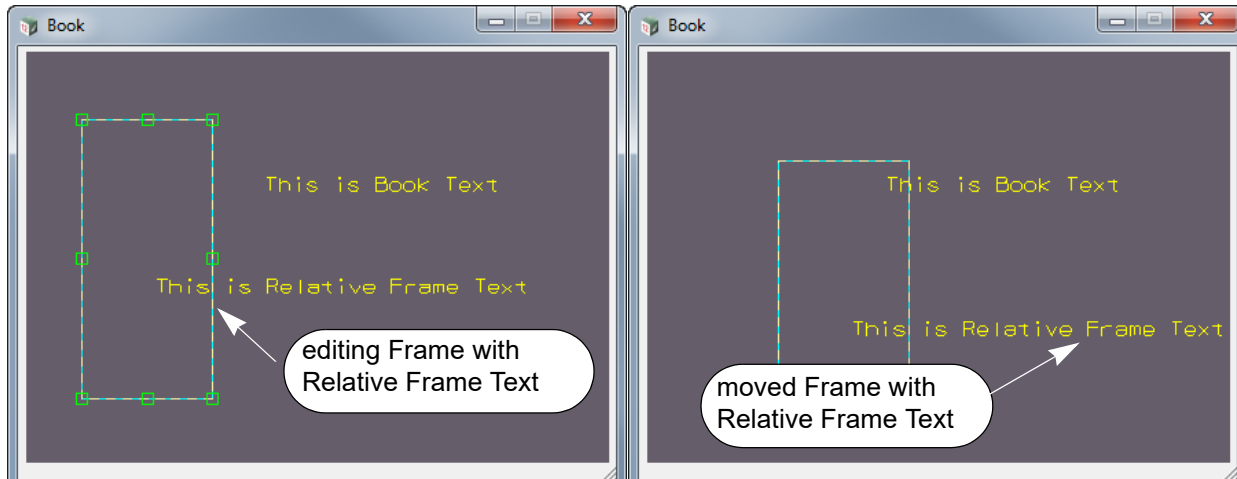 Book
This is Book Text
This is Relative Frame Text
editing Frame with
Relative Frame Text
Book
This is Book Text
This is Relative Frame Text
moved Frame with
Relative Frame Text